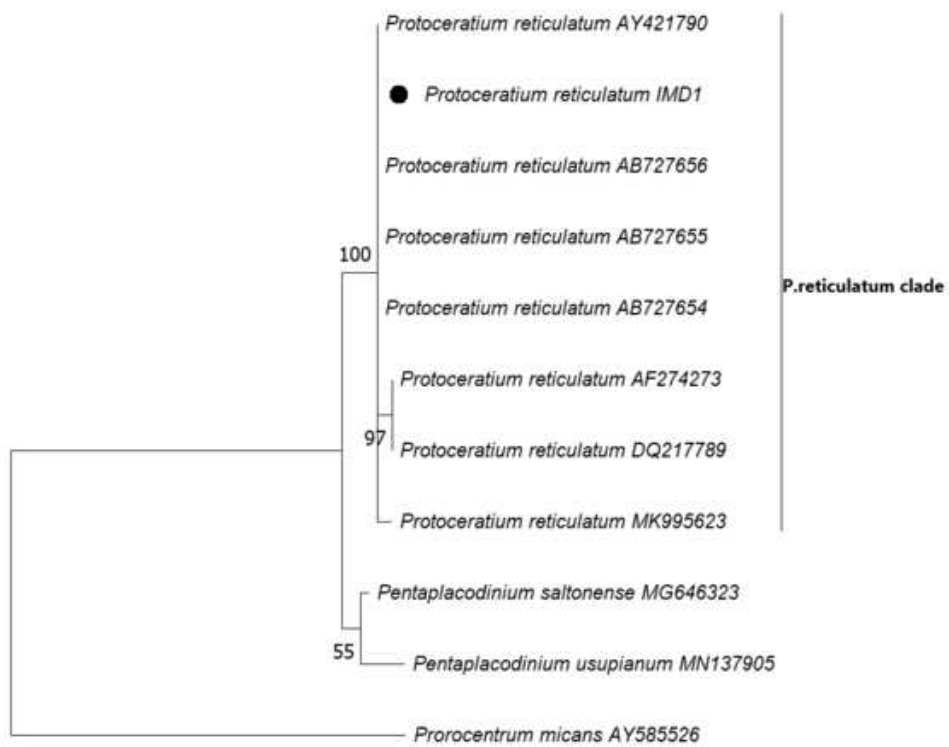 Protoceratium reticulatum AY421790
Protoceratium reticulatum IMD1
Protoceratium reticulatum AB727656
Protoceratium reticulatum AB727655
100
P.reticulatum clade
Protoceratium reticulatum AB727654
Protoceratium reticulatum AF274273
97
Protoceratium reticulatum DQ217789
Protoceratium reticulatum MK995623
Pentaplacodinium saltonense MG646323
55
Pentaplacodinium usupianum MN137905
Prorocentrum micans AY585526